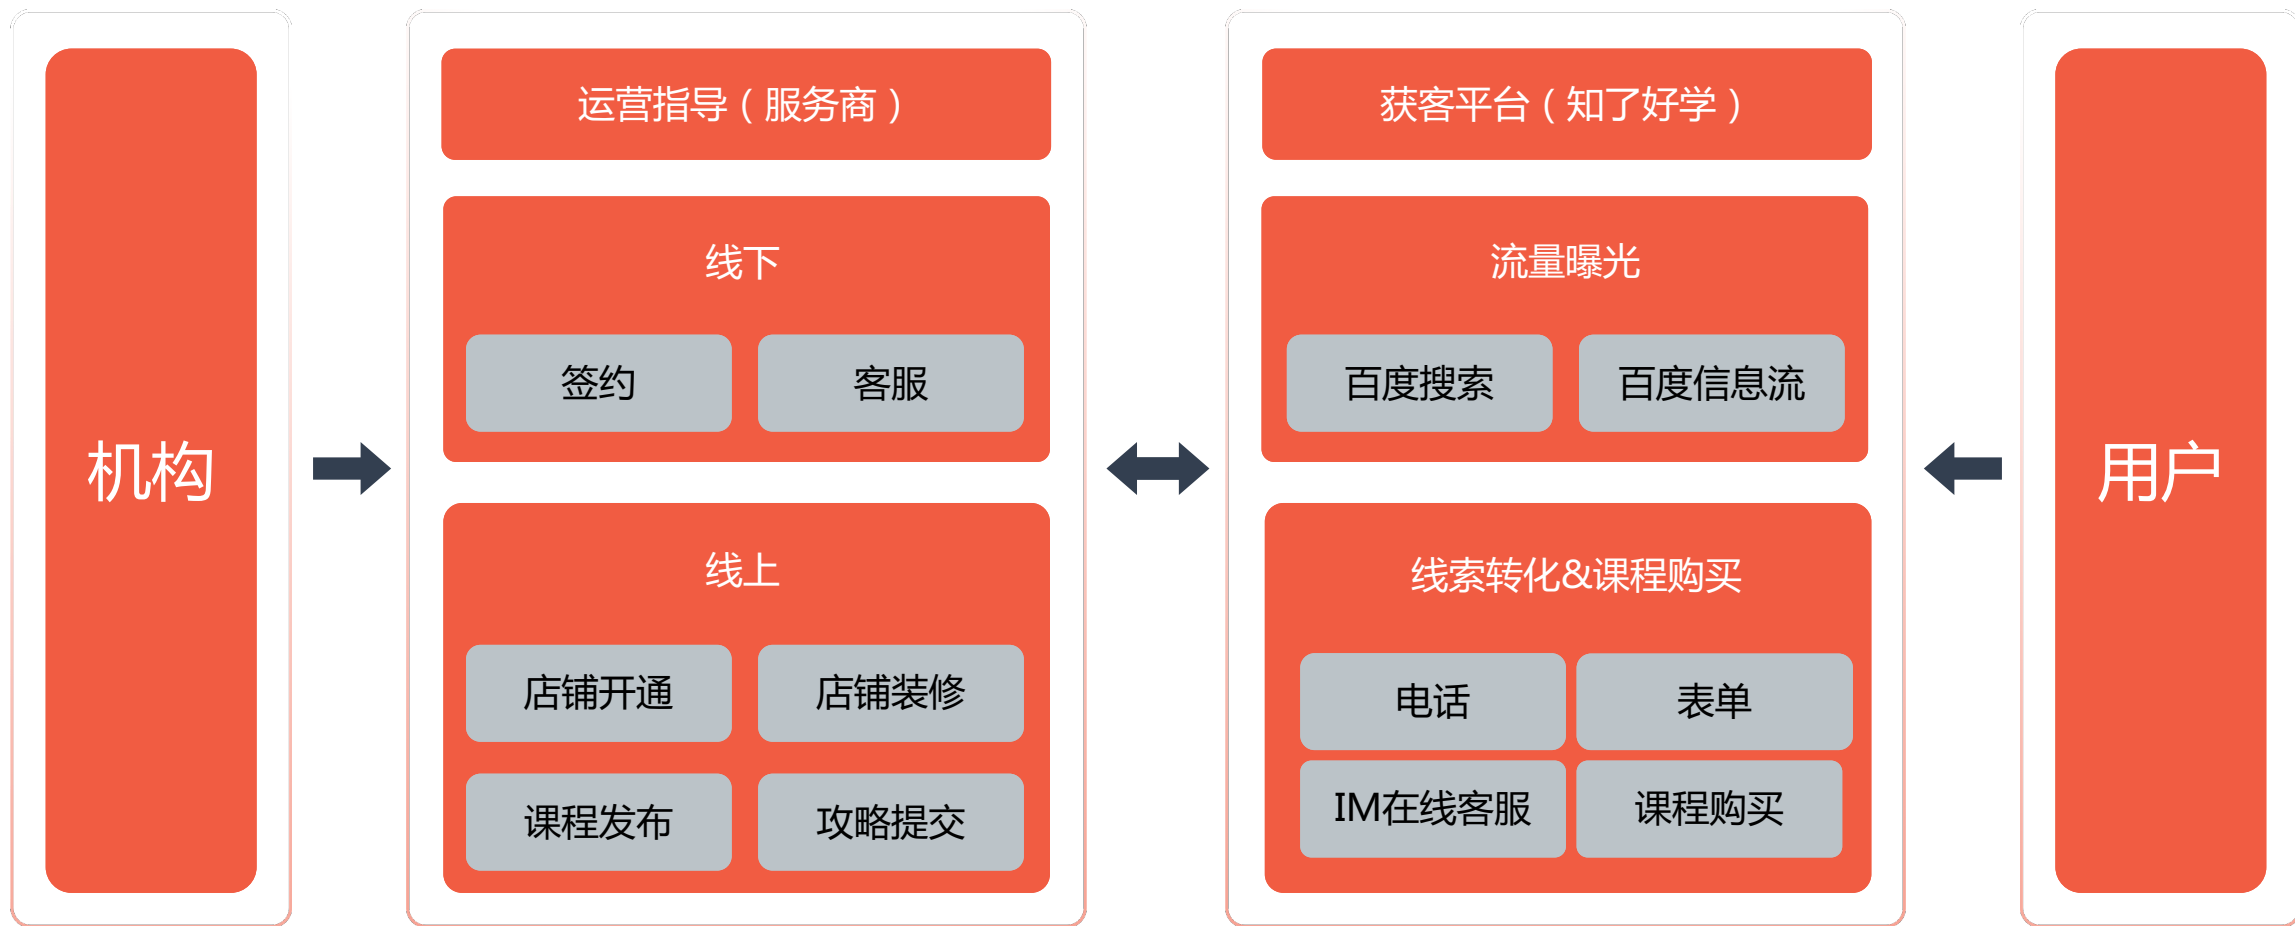 机构
运营指导（服务商）
线下
签约
客服
线上
店铺开通
店铺装修
课程发布
攻略提交
获客平台（知了好学）
流量曝光
百度搜索
百度信息流
线索转化&课程购买
电话
表单
IM在线客服
课程购买
用户